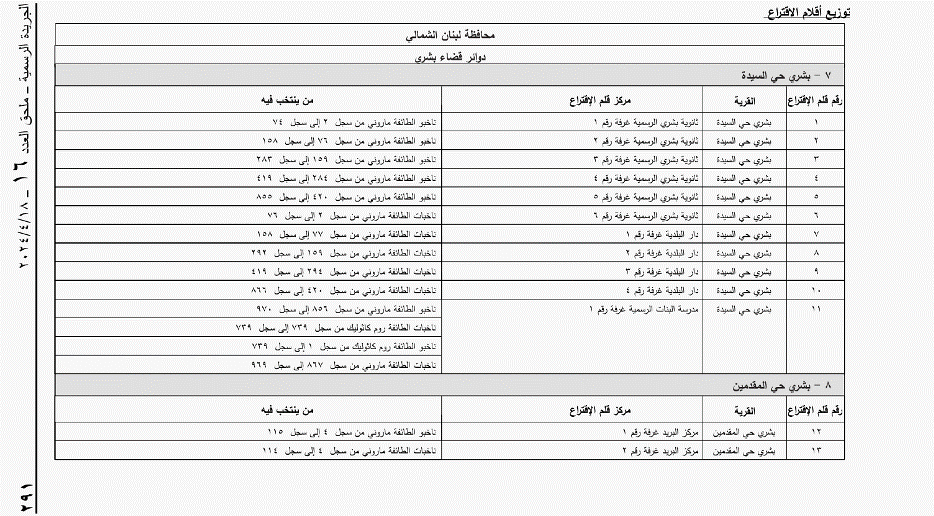 توزيع أقلام الاقتراع
محافظة لبنان الشمالي
دوائر قضاء بشري
٧ - بشري حي السيدة
رقم قلم الإقتراع القرية مركز قلم الإقتراع من ينتخب فيه
١ بشري حي السيدة ثانوية بشري الرسمية غرفة رقم ١ ناخبو الطائفة ماروني من سجل ٢ إلى سجل ٧٤
٢ بشري حي السيدة ثانوية بشري الرسمية غرفة رقم ٢ ناخبو الطائفة ماروني من سجل ٧٦ إلى سجل ١٥٨
٣ بشري حي السيدة ثانوية بشري الرسمية غرفة رقم ٣ ناخبو الطائفة ماروني من سجل ١٥٩ إلى سجل ٢٨٣
٤ بشري حي السيدة ثانوية بشري الرسمية غرفة رقم ٤ ناخبو الطائفة ماروني من سجل ٢٨٤ إلى سجل ٤١٩
٥ بشري حي السيدة ثانوية بشري الرسمية غرفة رقم ٥ ناخبو الطائفة ماروني من سجل ٤٢٠ إلى سجل ٨٥٥
٦ بشري حي السيدة ثانوية بشري الرسمية غرفة رقم ٦ ناخبات الطائفة ماروني من سجل ٢ إلى سجل ٧٦
٧ بشري حي السيدة دار البلدية غرفة رقم ١ ناخبات الطائفة ماروني من سجل ٧٧ إلى سجل ١٥٨
٨ بشري حي السيدة دار البلدية غرفة رقم ٢ ناخبات الطائفة ماروني من سجل ١٥٩ إلى سجل ٢٩٢
٩ بشري حي السيدة دار البلدية غرفة رقم ٣ ناخبات الطائفة ماروني من سجل ٢٩٤ إلى سجل ٤١٩
١٠ بشري حي السيدة دار البلدية غرفة رقم ٤ ناخبات الطائفة ماروني من سجل ٤٢٠ إلى سجل ٨٦٦
١١ بشري حي السيدة مدرسة البنات الرسمية غرفة رقم ١ ناخبو الطائفة ماروني من سجل ٨٥٦ إلى سجل ٩٧٠
ناخبات الطائفة روم كاثوليك من سجل ٧٣٩ إلى سجل ٧٣٩
ناخبو الطائفة روم كاثوليك من سجل ١ إلى سجل ٧٣٩
ناخبات الطائفة ماروني من سجل ٨٦٧ إلى سجل ٩٦٩
٨ - بشري حي المقدمين
رقم قلم الإقتراع القرية مركز قلم الإقتراع من ينتخب فيه
١٢ بشري حي المقدمين مركز البريد غرفة رقم ١ ناخبو الطائفة ماروني من سجل ٤ إلى سجل ١١٥
١٣ بشري حي المقدمين مركز البريد غرفة رقم ٢ ناخبات الطائفة ماروني من سجل ٤ إلى سجل ١١٤
الجريدة الرسمية - ملحق العدد ١٦ - ٢٠٢٤/٤/١٨
٢٩١